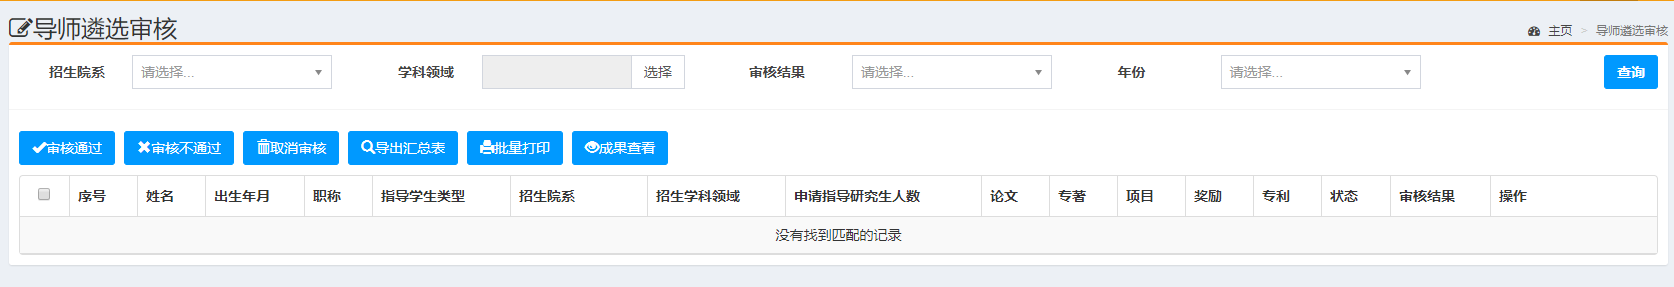 导师遴选审核
主页 > 导师遴选审核
招生院系 请选择... 学科领域 选择 审核结果 请选择... 年份 请选择... 查询
审核通过 审核不通过 取消审核 导出汇总表 批量打印 成果查看
序号 姓名 出生年月 职称 指导学生类型 招生院系 招生学科领域 申请指导研究生人数 论文 专著 项目 奖励 专利 状态 审核结果 操作
没有找到匹配的记录